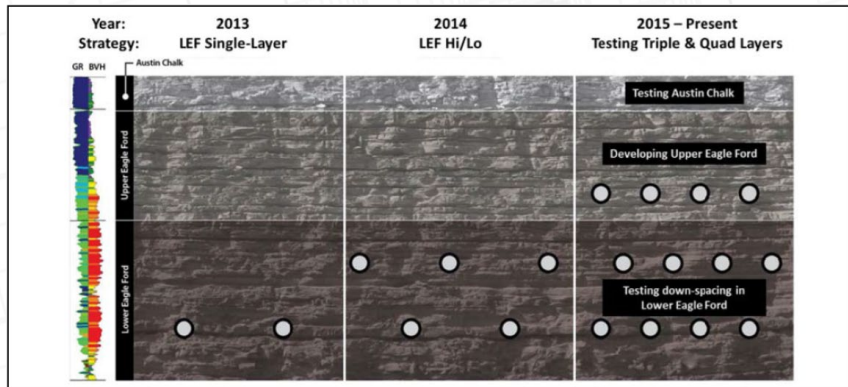 Year:
Strategy:
2013
LEF Single-Layer
2014
LEF Hi/Lo
2015 – Present
Testing Triple & Quad Layers
GR BVH
Austin Chalk
Upper Eagle Ford
Lower Eagle Ford
Testing Austin Chalk
Developing Upper Eagle Ford
Testing down-spacing in
Lower Eagle Ford